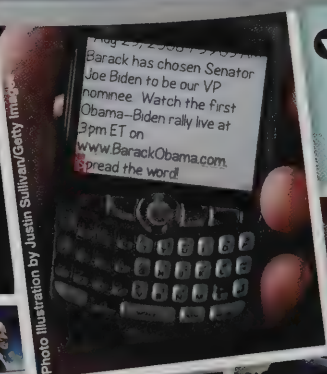 Barack has chosen Senator
Joe Biden to be our VP
nominee. Watch the first
Obama–Biden rally live at
3pm ET on
www.BarackObama.com.
Spread the word!
Photo Illustration by Justin Sullivan/Getty Images